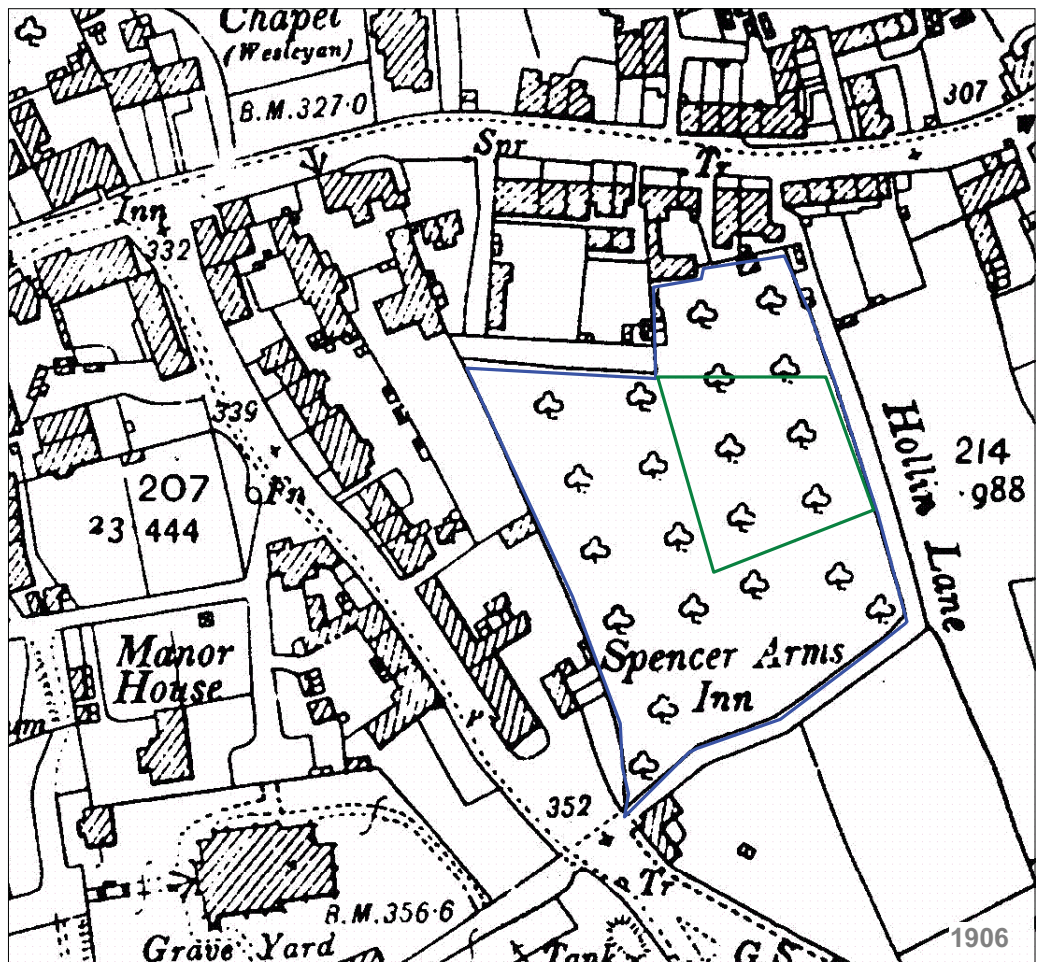 Chapel
(Wesleyan)
B.M.327·0
307
W
Spr
Tr
Inn
332
339
Fn
207
23·444
Hollin Lane
214
·988
Manor
House
Spencer Arms
Inn
um
r
352
Tr
B.M.356·6
Grave Yard
Tank
G.S
1906